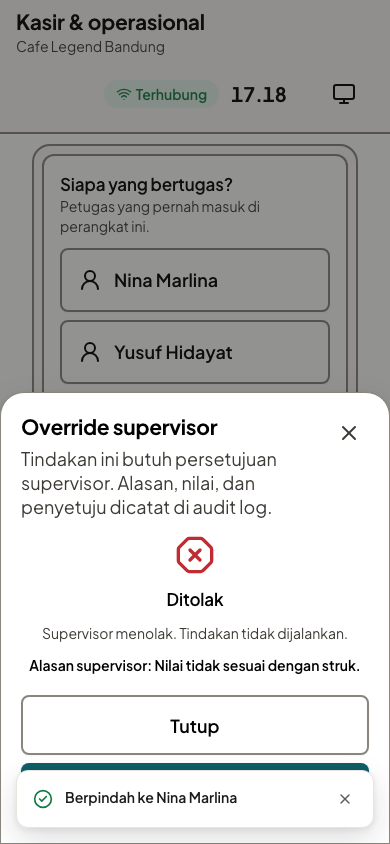 Kasir & operasional
Cafe Legend Bandung
Terhubung
17.18
Siapa yang bertugas?
Petugas yang pernah masuk di
perangkat ini.
Nina Marlina
Yusuf Hidayat
Override supervisor
Tindakan ini butuh persetujuan
supervisor. Alasan, nilai, dan
penyetuju dicatat di audit log.
Ditolak
Supervisor menolak. Tindakan tidak dijalankan.
Alasan supervisor: Nilai tidak sesuai dengan struk.
Tutup
Berpindah ke Nina Marlina